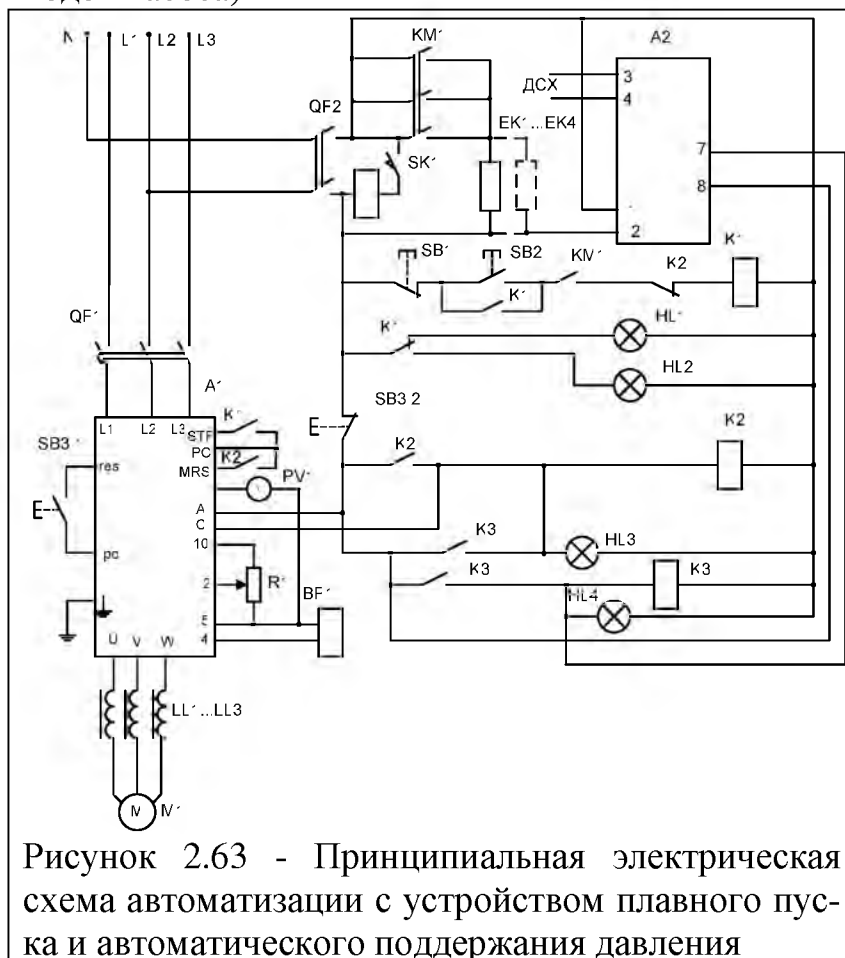 N L1 L2 L3
KM1
A2
3
ДСХ
4
QF2
EK1...EK4
7
SK1
8
1
2
SB1 SB2 KM1 K2 K1
K1
QF1
K1 HL1
HL2
A1
SB3 2
K2
L1 L2 L3
K1
STF
SB3 1
PC
K2
K2
res
MRS
PV1
A
C
K3
10
HL3
pc
K3 K3
2
R1
BF1
HL4
5
4
U V W
LL1...LL3
M M1
Рисунок 2.63 - Принципиальная электрическая
схема автоматизации с устройством плавного пус-
ка и автоматического поддержания давления